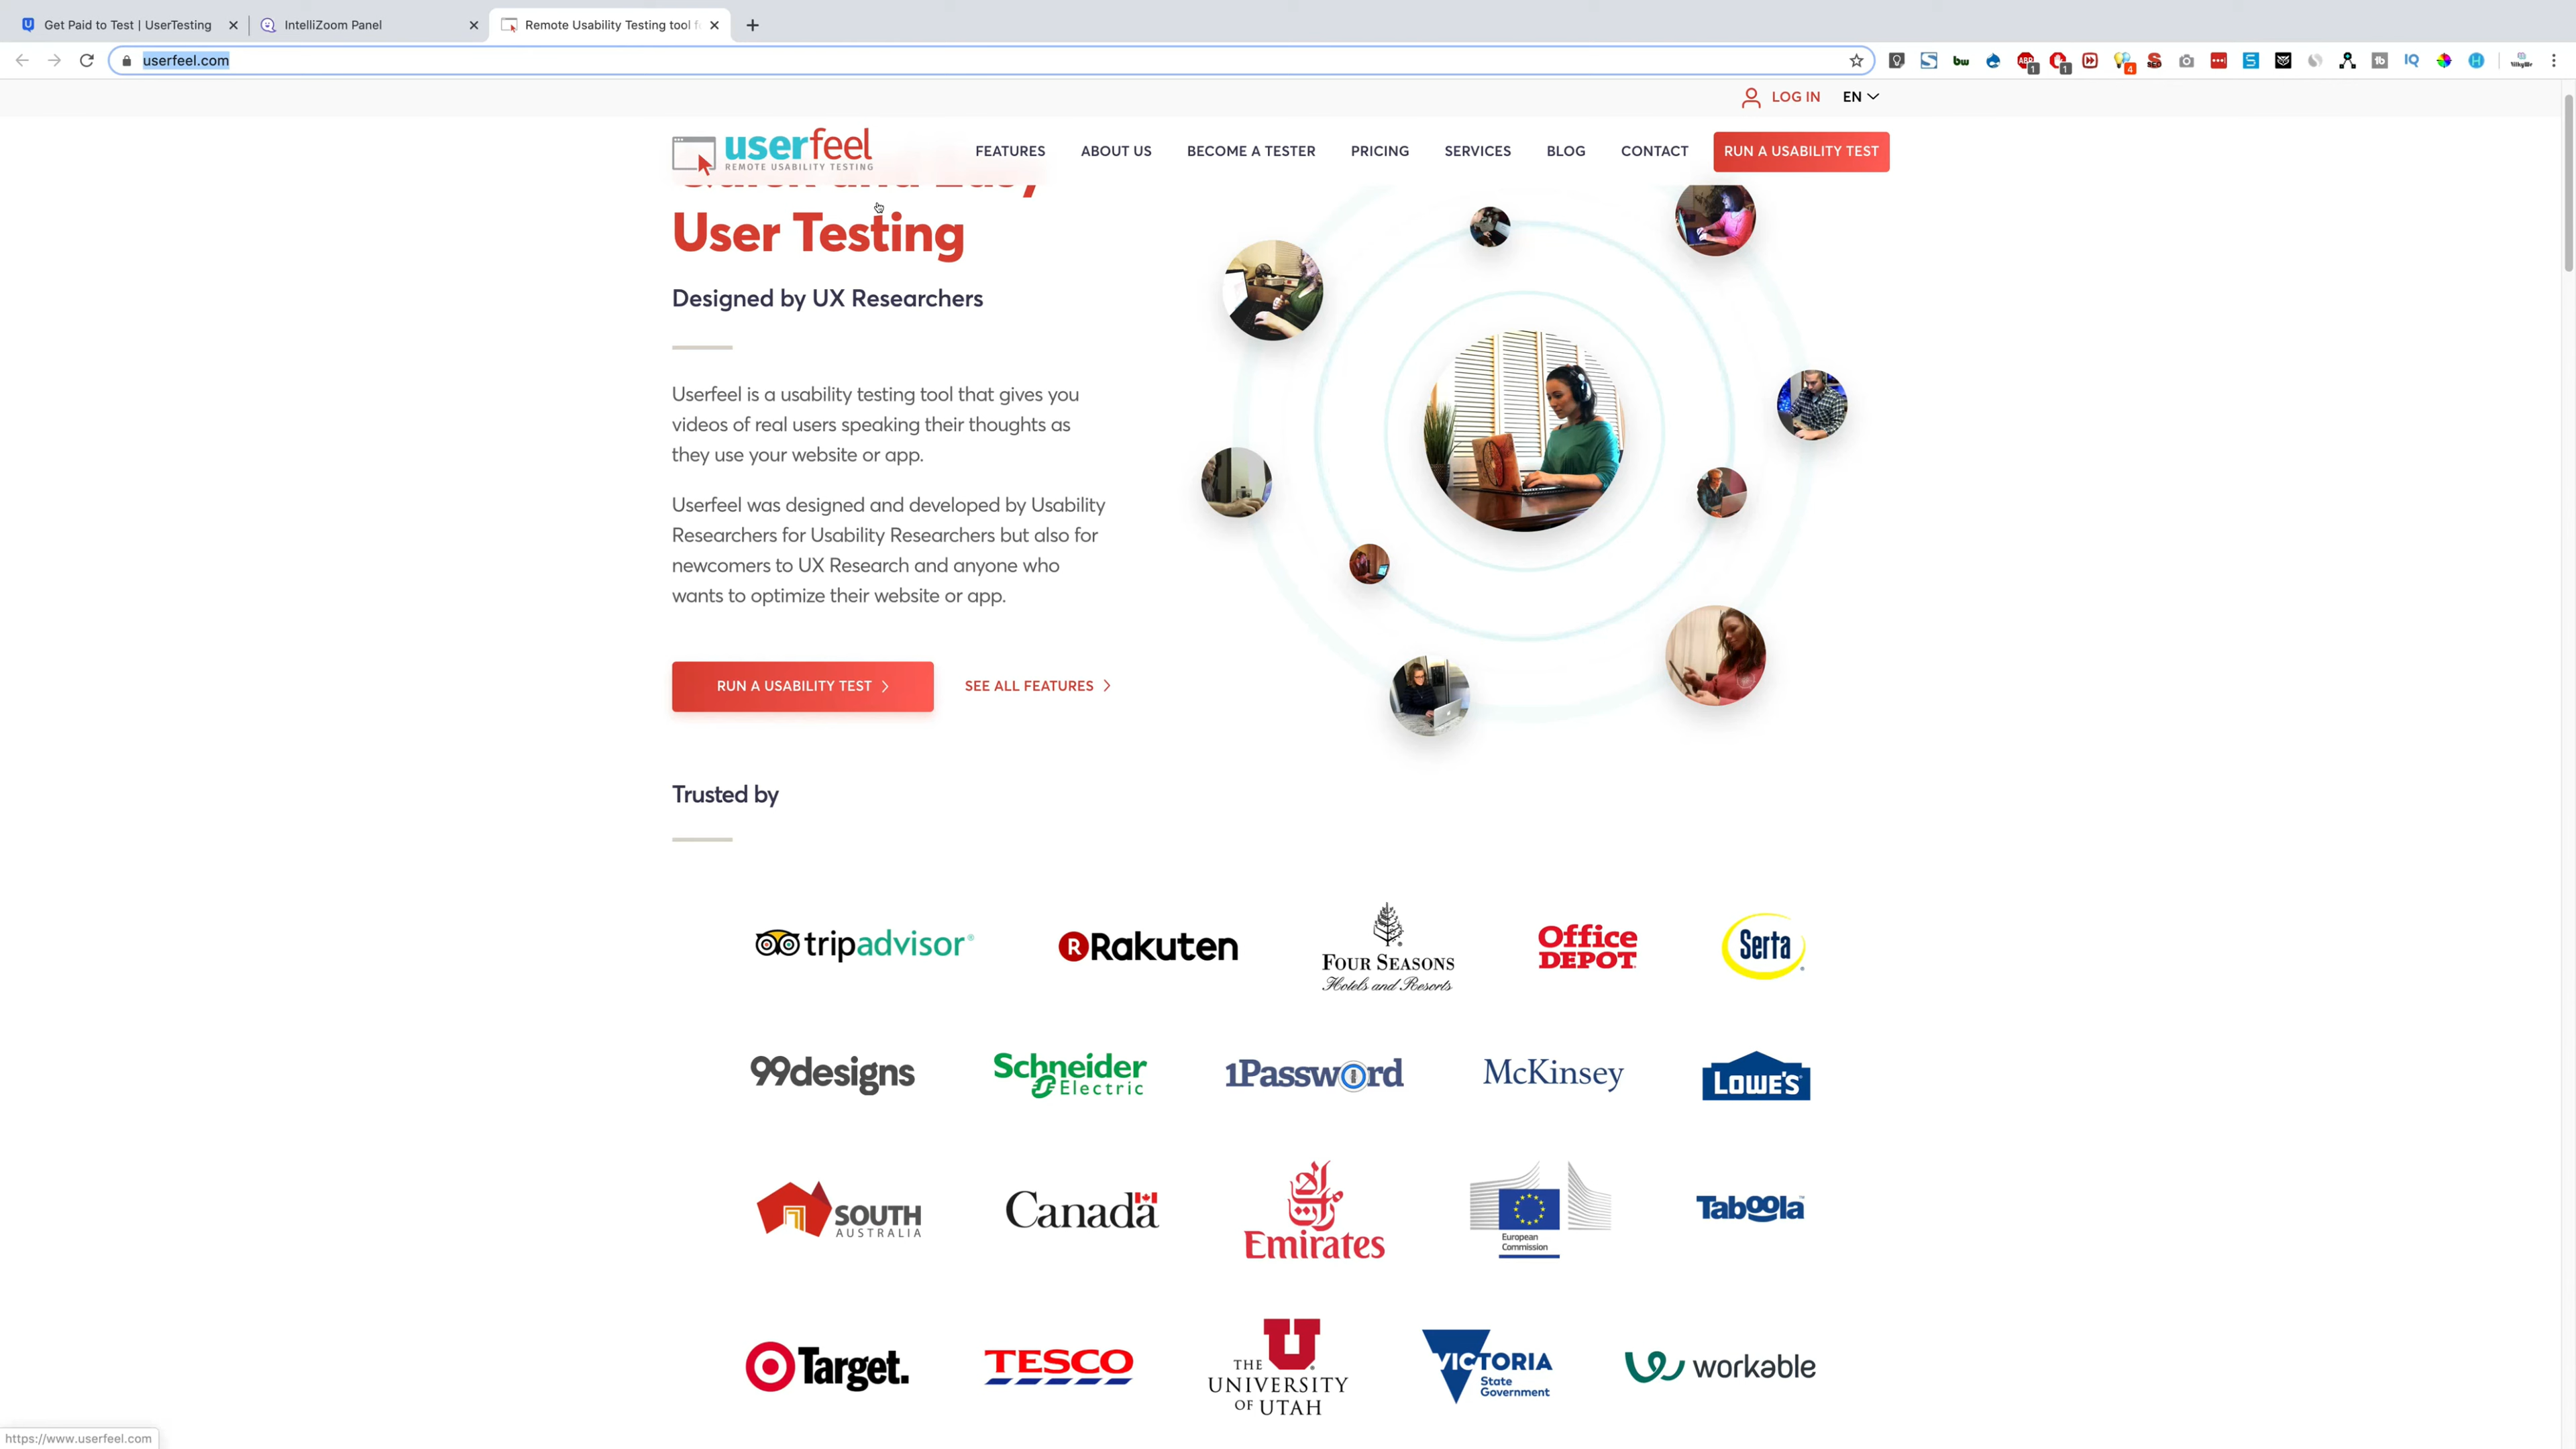 Get Paid to Test | UserTesting
IntelliZoom Panel
Remote Usability Testing tool f
userfeel.com
LOG IN EN
userfeel
REMOTE USABILITY TESTING
FEATURES ABOUT US BECOME A TESTER PRICING SERVICES BLOG CONTACT RUN A USABILITY TEST
User Testing
Designed by UX Researchers
Userfeel is a usability testing tool that gives you
videos of real users speaking their thoughts as
they use your website or app.
Userfeel was designed and developed by Usability
Researchers for Usability Researchers but also for
newcomers to UX Research and anyone who
wants to optimize their website or app.
RUN A USABILITY TEST
SEE ALL FEATURES
Trusted by
tripadvisor
R Rakuten
FOUR SEASONS
Hotels and Resorts
Office
DEPOT
Serta
99designs
Schneider
Electric
1Password
McKinsey
LOWE'S
SOUTH
AUSTRALIA
Canada
الإمارات
Emirates
European
Commission
Taboola
Target.
TESCO
THE
UNIVERSITY
OF UTAH
VICTORIA
State
Government
workable
https://www.userfeel.com